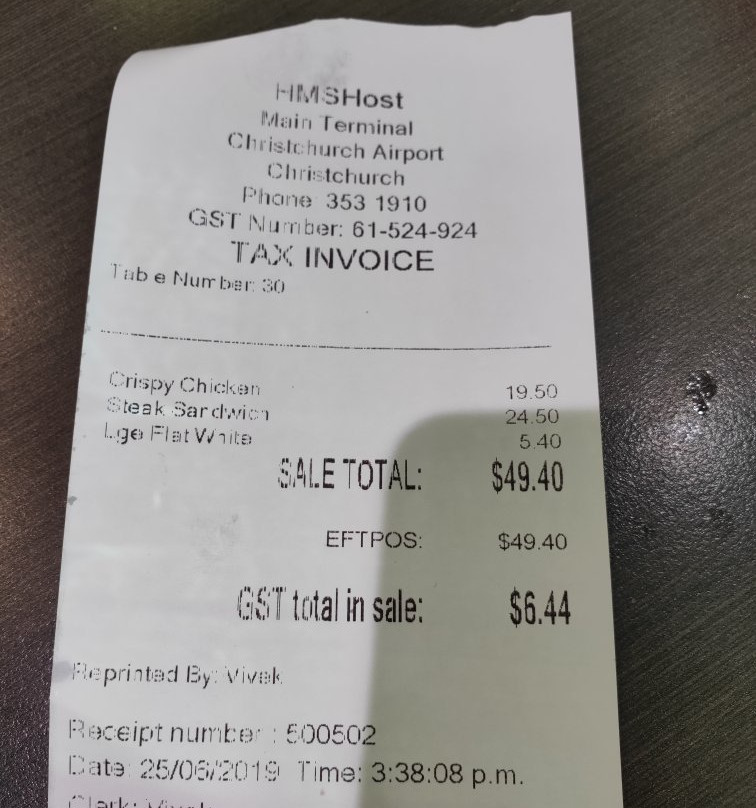 HMSHost
Main Terminal
Christchurch Airport
Christchurch
Phone 353 1910
GST Number: 61-524-924
TAX INVOICE
Table Number: 30
Crispy Chicken 19.50
Steak Sandwich 24.50
Lge Flat White 5.40
SALE TOTAL: $49.40
EFTPOS: $49.40
GST total in sale: $6.44
Reprinted By: Vivek
Receipt number : 500502
Date: 25/06/2019 Time: 3:38:08 p.m.
Clerk: Vivek